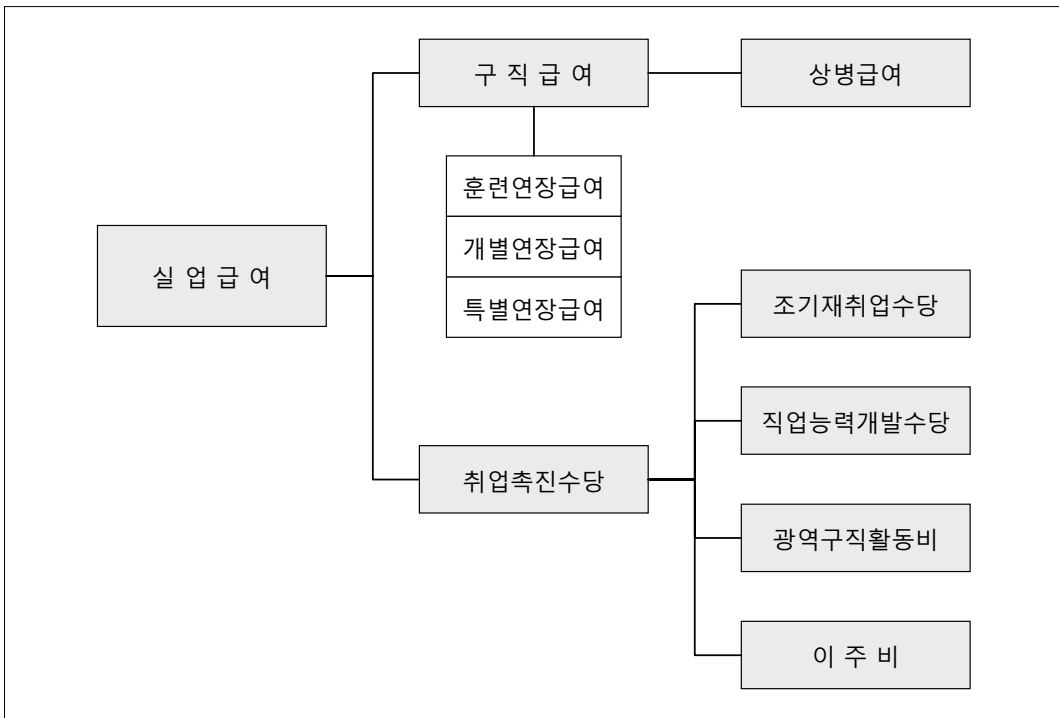 구 직 급 여
상병급여
훈련연장급여
개별연장급여
특별연장급여
실 업 급 여
조기재취업수당
직업능력개발수당
취업촉진수당
광역구직활동비
이 주 비